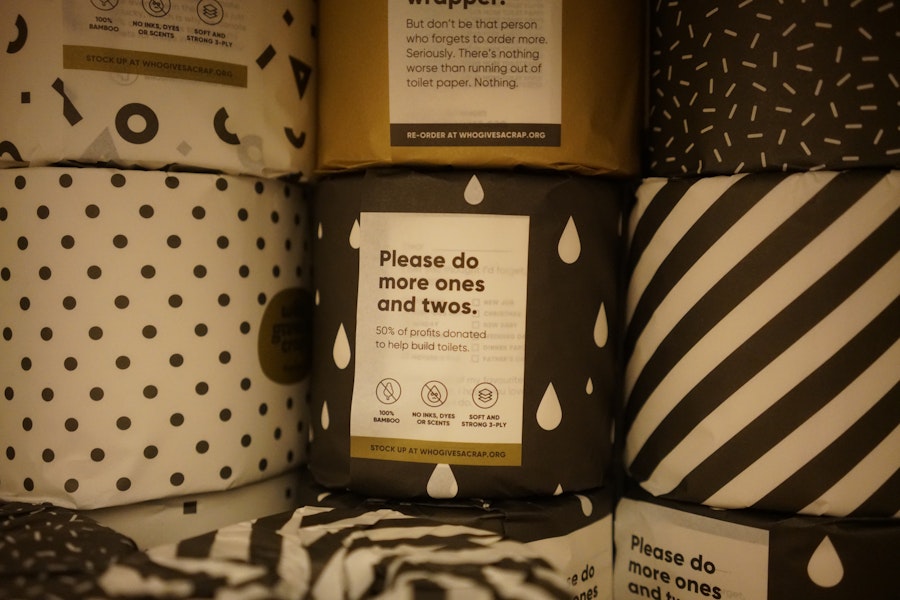 100%
BAMBOO
NO INKS, DYES
OR SCENTS
SOFT AND
STRONG 3-PLY
STOCK UP AT WHOGIVESACRAP.ORG
wrapper.
But don't be that person
who forgets to order more.
Seriously. There's nothing
worse than running out of
toilet paper. Nothing.
RE-ORDER AT WHOGIVESACRAP.ORG
Please do
more ones
and twos.
50% of profits donated
to help build toilets.
100%
BAMBOO
NO INKS, DYES
OR SCENTS
SOFT AND
STRONG 3-PLY
STOCK UP AT WHOGIVESACRAP.ORG
Please do
more ones
do
ones